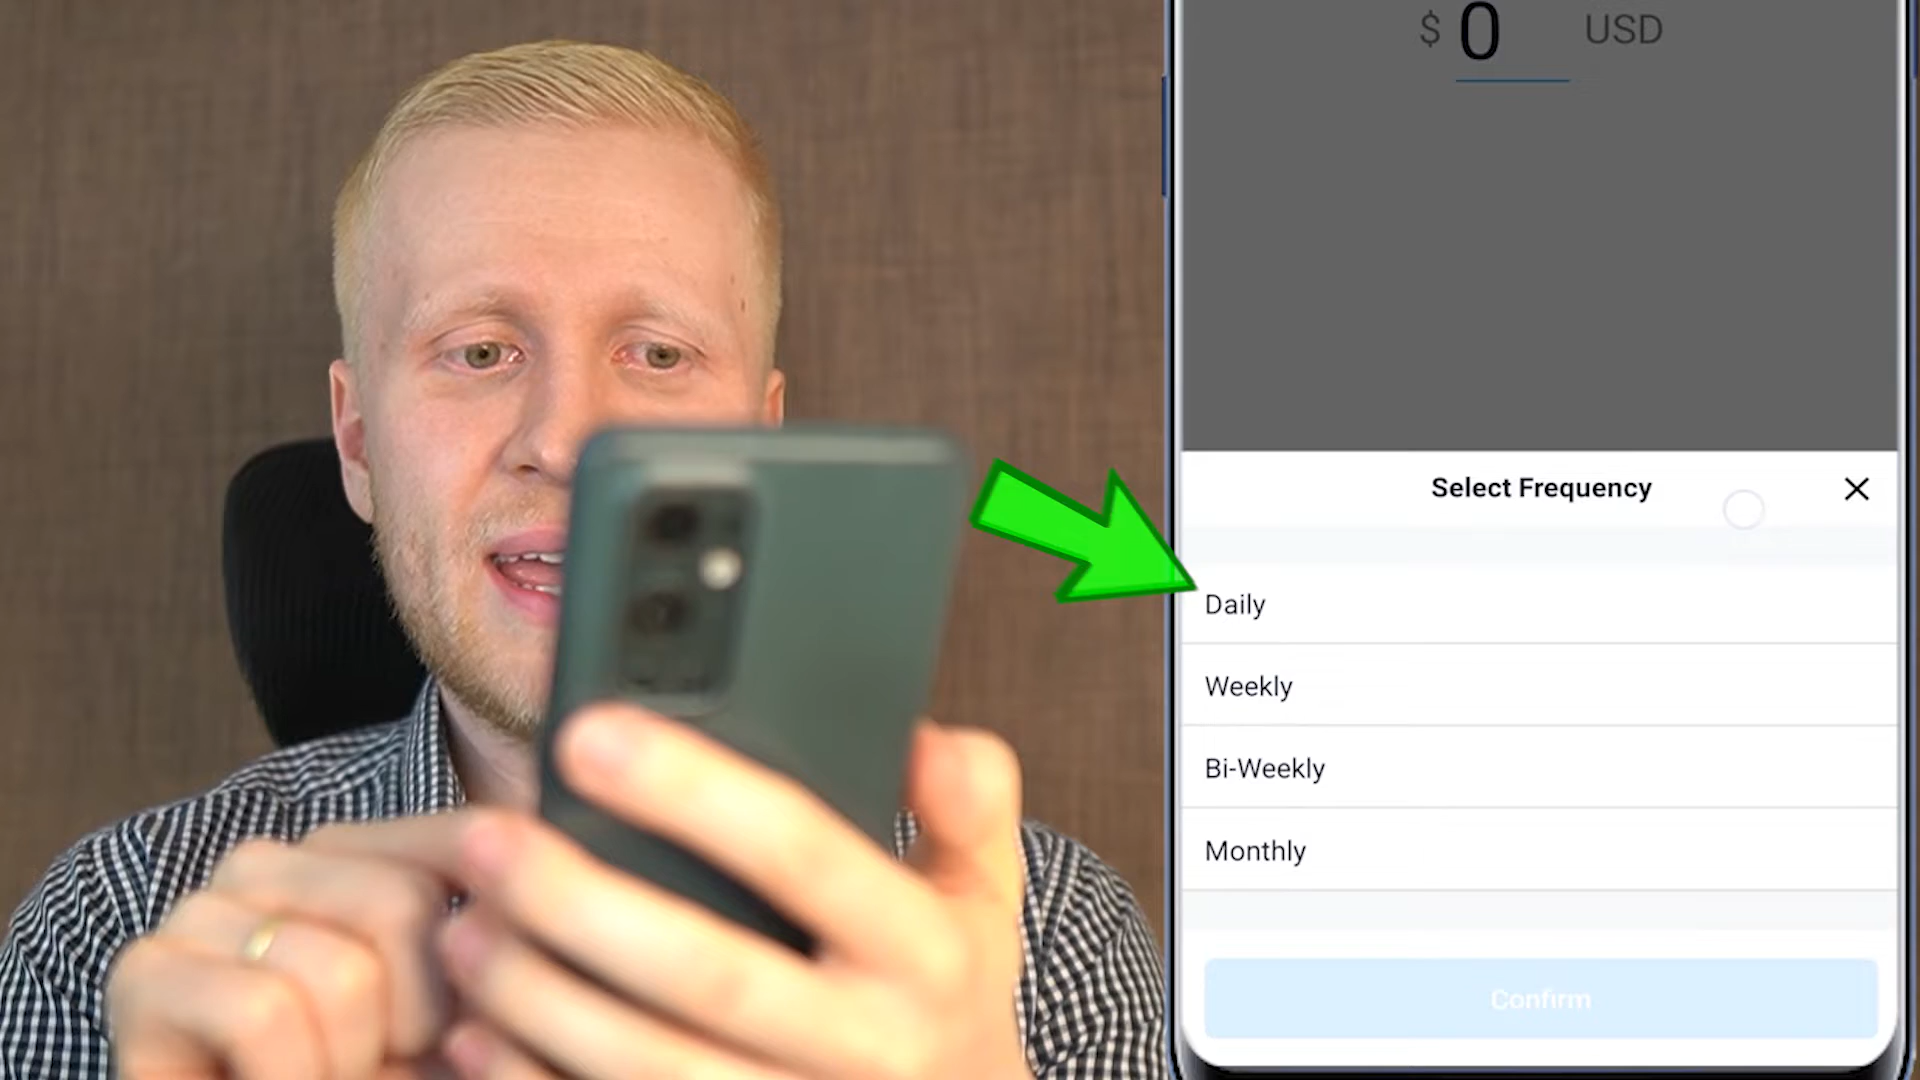 $ 0 USD
Select Frequency
Daily
Weekly
Bi-Weekly
Monthly
Confirm